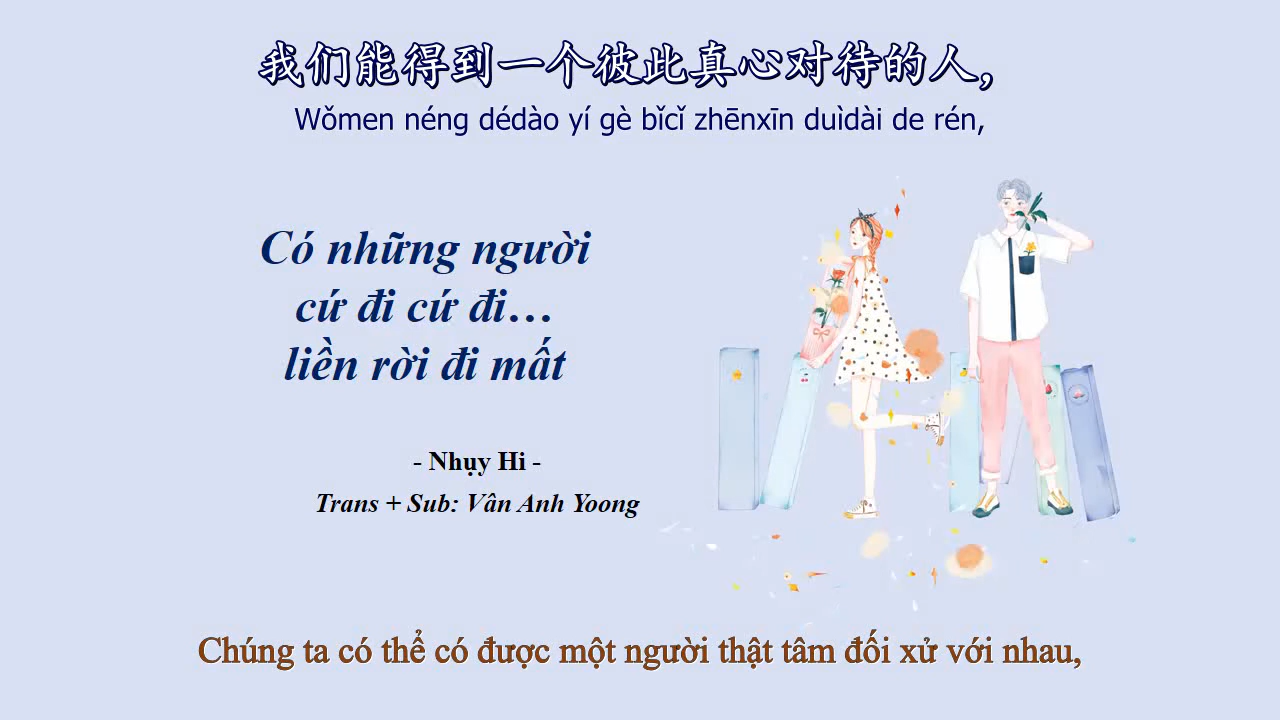 我们能得到一个彼此真心对待的人,
Wǒmen néng dédào yí gè bǐcǐ zhēnxīn duìdài de rén,
Có những người
cứ đi cứ đi…
liền rời đi mất
- Nhụy Hi -
Trans + Sub: Vân Anh Yoong
Chúng ta có thể có được một người thật tâm đối xử với nhau,